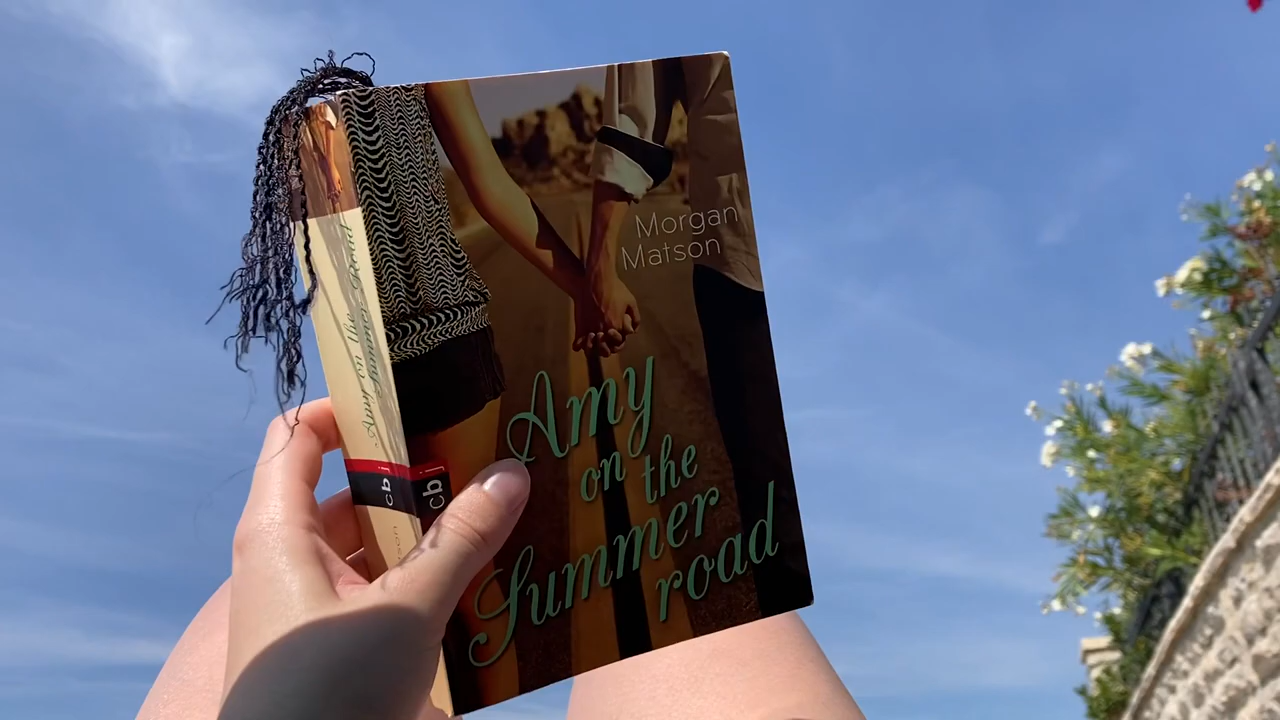 Morgan
Matson
Amy
on the
Summer
road
cbj
Amy on the
Summer Road
cbj